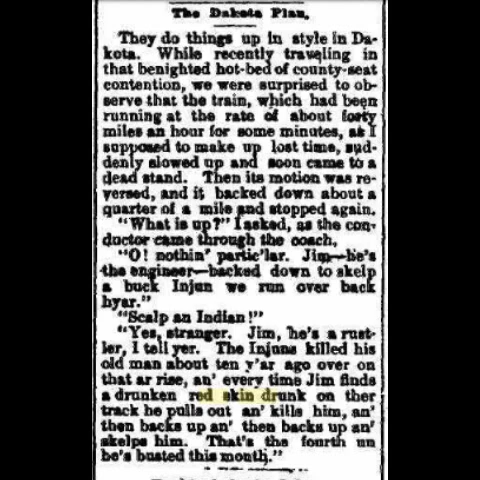 The Dakota Plan.
They do things up in style in Da-
kota. While recently traveling in
that benighted hot-bed of county-seat
contention, we were surprised to ob-
serve that the train, which had been
running at the rate of about forty
miles an hour for some minutes, as I
supposed to make up lost time, sud-
denly slowed up and soon came to a
dead stand. Then its motion was re-
versed, and it backed down about a
quarter of a mile and stopped again.
"What is up?" I asked, as the con-
ductor came through the coach.
"O! nothin' partic'lar. Jim—he's
the engineer—backed down to skelp
a buck Injun we run over back
hyar."
"Scalp an Indian!"
"Yes, stranger. Jim, he's a rust-
ler, I tell yer. The Injuns killed his
old man about ten y'ar ago over on
that ar rise, an' every time Jim finds
a drunken red skin drunk on ther
track he pulls out an' kills him, an'
then backs up an' then backs up an'
skelps him. That's the fourth un
he's busted this month."